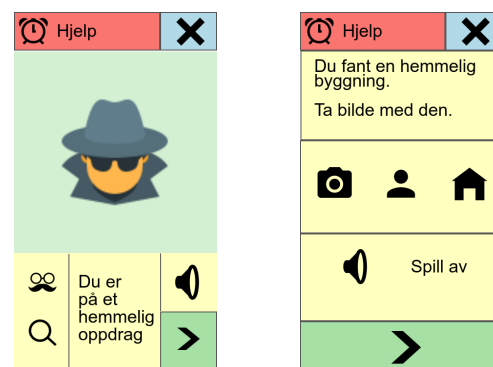 Hjelp
Du er
på et
hemmelig
oppdrag
Hjelp
Du fant en hemmelig
byggning.
Ta bilde med den.
Spill av